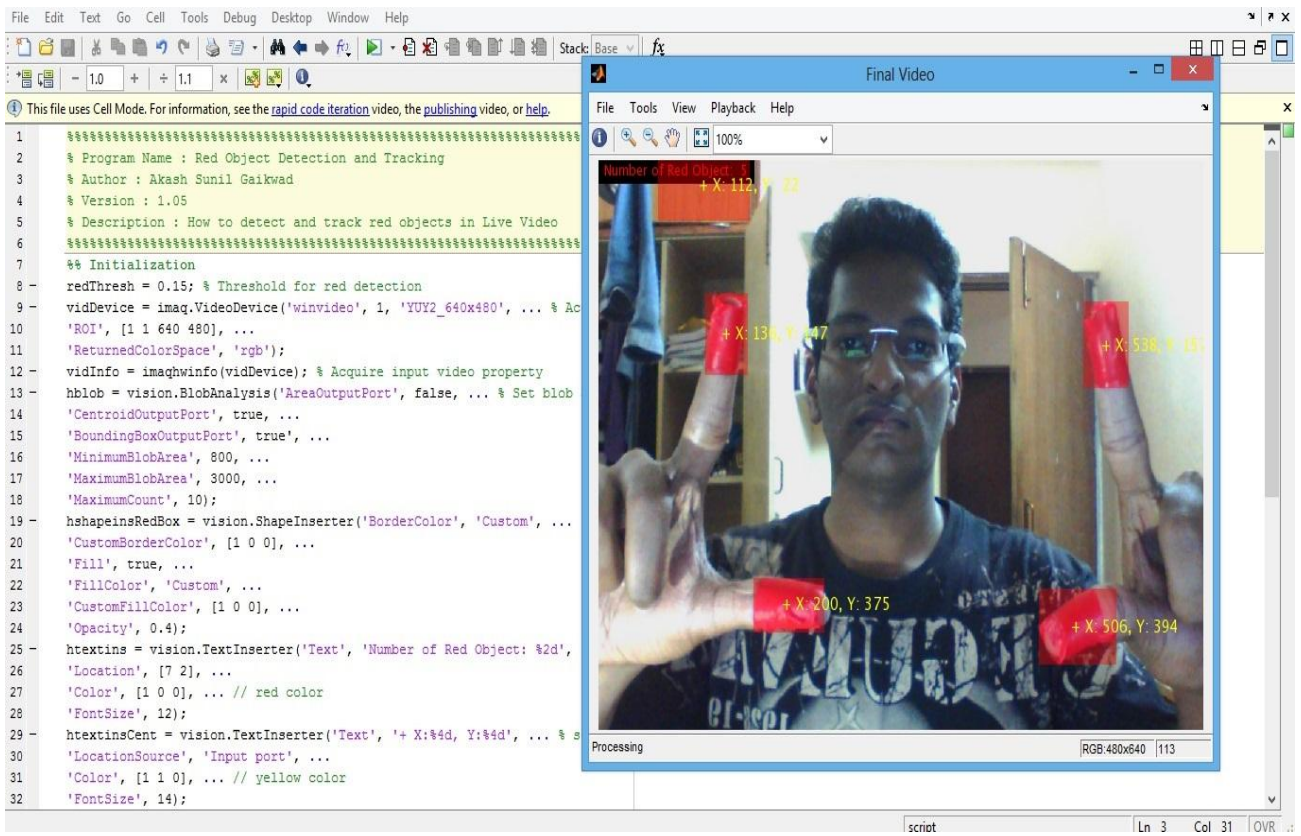 File Edit Text Go Cell Tools Debug Desktop Window Help
Stack: Base fx
- 1.0 + ÷ 1.1 ×
This file uses Cell Mode. For information, see the rapid code iteration video, the publishing video, or help.
1 %%%%%%%%%%%%%%%%%%%%%%%%%%%%%%%%%%%%%%%%%%%%%%%%%%%%%%%%%%%%%%%%%%%%%%
2 % Program Name : Red Object Detection and Tracking
3 % Author : Akash Sunil Gaikwad
4 % Version : 1.05
5 % Description : How to detect and track red objects in Live Video
6 %%%%%%%%%%%%%%%%%%%%%%%%%%%%%%%%%%%%%%%%%%%%%%%%%%%%%%%%%%%%%%%%%%%%%%
7 %% Initialization
8 – redThresh = 0.15; % Threshold for red detection
9 – vidDevice = imaq.VideoDevice('winvideo', 1, 'YUY2_640x480', ... % Ac
10 'ROI', [1 1 640 480], ...
11 'ReturnedColorSpace', 'rgb');
12 – vidInfo = imaqhwinfo(vidDevice); % Acquire input video property
13 – hblob = vision.BlobAnalysis('AreaOutputPort', false, ... % Set blob
14 'CentroidOutputPort', true, ...
15 'BoundingBoxOutputPort', true', ...
16 'MinimumBlobArea', 800, ...
17 'MaximumBlobArea', 3000, ...
18 'MaximumCount', 10);
19 – hshapeinsRedBox = vision.ShapeInserter('BorderColor', 'Custom', ...
20 'CustomBorderColor', [1 0 0], ...
21 'Fill', true, ...
22 'FillColor', 'Custom', ...
23 'CustomFillColor', [1 0 0], ...
24 'Opacity', 0.4);
25 – htextins = vision.TextInserter('Text', 'Number of Red Object: %2d',
26 'Location', [7 2], ...
27 'Color', [1 0 0], ... // red color
28 'FontSize', 12);
29 – htextinsCent = vision.TextInserter('Text', '+ X:%4d, Y:%4d', ... % s
30 'LocationSource', 'Input port', ...
31 'Color', [1 1 0], ... // yellow color
32 'FontSize', 14);
script Ln 3 Col 31 OVR
Final Video
File Tools View Playback Help
100%
Number of Red Object: 5
+ X: 112, Y: 22
+ X: 136, Y: 147
+ X: 538, Y: 157
+ X: 200, Y: 375
+ X: 506, Y: 394
1928-19
Processing RGB:480x640 113